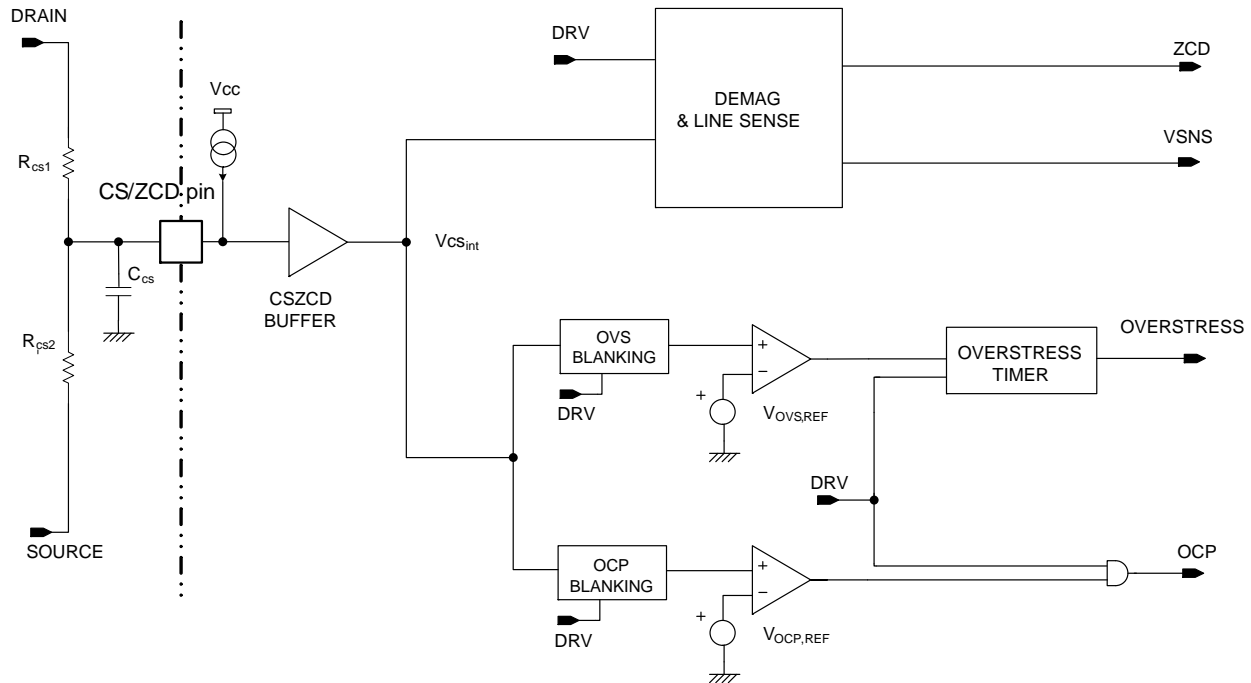 DRAIN
DRV
ZCD
Vcc
DEMAG
& LINE SENSE
VSNS
Rcs1
CS/ZCD pin
Vcsint
Ccs
CSZCD
BUFFER
Rics2
OVS
BLANKING
+
−
OVERSTRESS
OVERSTRESS
TIMER
DRV
+
VOVS,REF
DRV
SOURCE
OCP
BLANKING
+
−
OCP
DRV
+
VOCP,REF